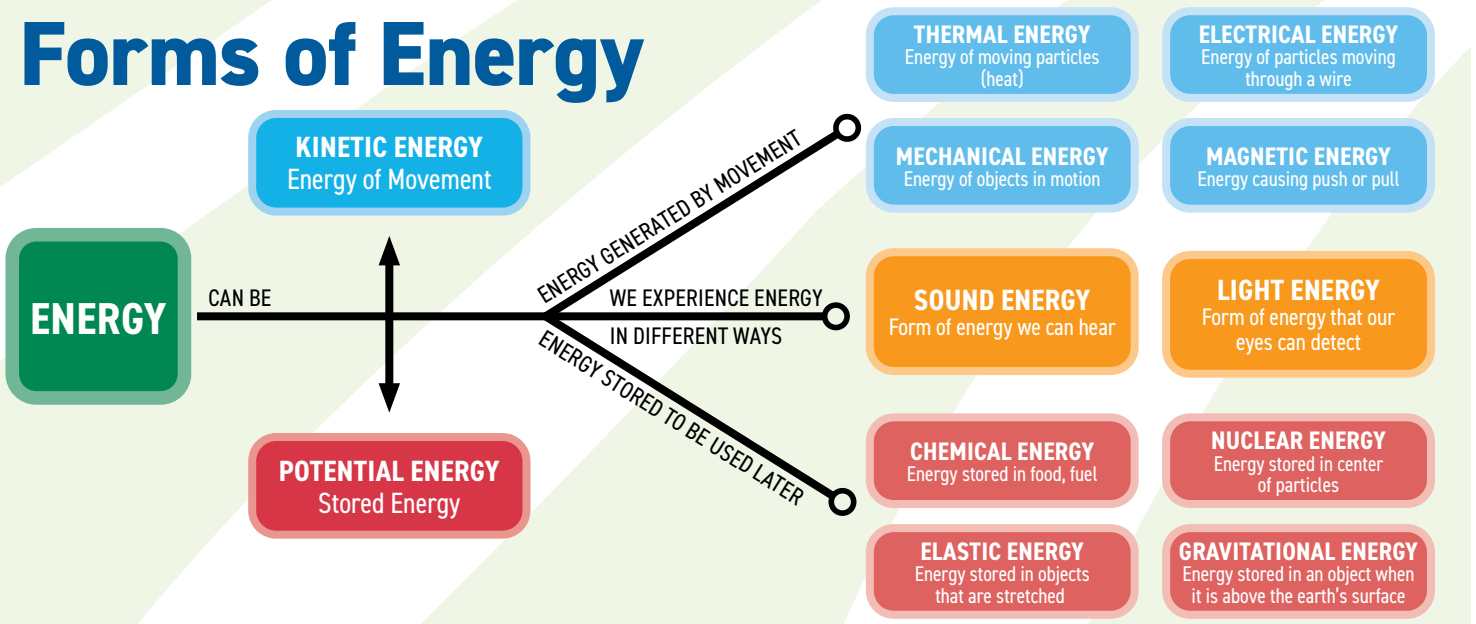 Forms of Energy
KINETIC ENERGY
Energy of Movement
ENERGY
CAN BE
POTENTIAL ENERGY
Stored Energy
ENERGY GENERATED BY MOVEMENT
WE EXPERIENCE ENERGY
IN DIFFERENT WAYS
ENERGY STORED TO BE USED LATER
THERMAL ENERGY
Energy of moving particles
(heat)
ELECTRICAL ENERGY
Energy of particles moving
through a wire
MECHANICAL ENERGY
Energy of objects in motion
MAGNETIC ENERGY
Energy causing push or pull
SOUND ENERGY
Form of energy we can hear
LIGHT ENERGY
Form of energy that our
eyes can detect
CHEMICAL ENERGY
Energy stored in food, fuel
NUCLEAR ENERGY
Energy stored in center
of particles
ELASTIC ENERGY
Energy stored in objects
that are stretched
GRAVITATIONAL ENERGY
Energy stored in an object when
it is above the earth's surface